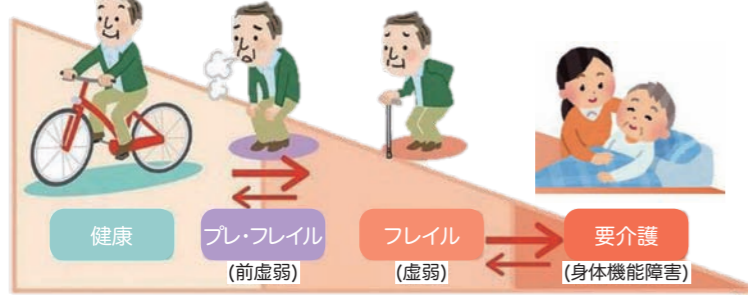 健康
プレ・フレイル
(前虚弱)
フレイル
(虚弱)
要介護
(身体機能障害)